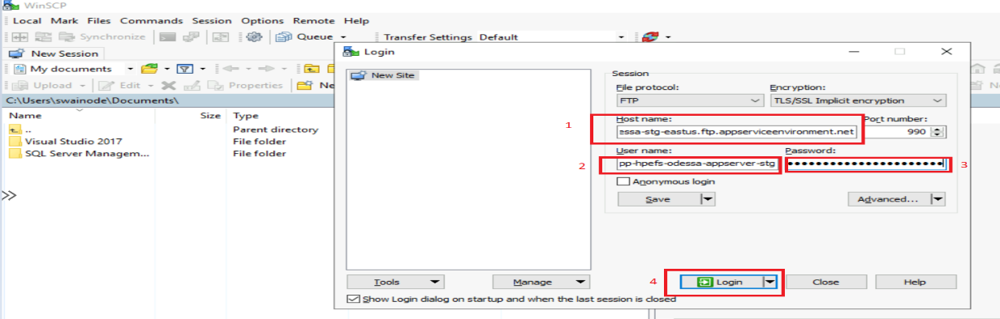 WinSCP
Local Mark Files Commands Session Options Remote Help
Synchronize Queue Transfer Settings Default
New Session
My documents
Upload Edit Properties Ne
C:\Users\swainode\Documents\
Name Size Type
.. Parent directory
Visual Studio 2017 File folder
SQL Server Managem... File folder
Login
New Site
Session
File protocol: Encryption:
FTP TLS/SSL Implicit encryption
Host name: Port number:
1 essa-stg-eastus.ftp.appserviceenvironment.net 990
User name: Password:
2 pp-hpefs-odessa-appserver-stg 3
Anonymous login
Save Advanced...
4
Tools Manage Login Close Help
Show Login dialog on startup and when the last session is closed